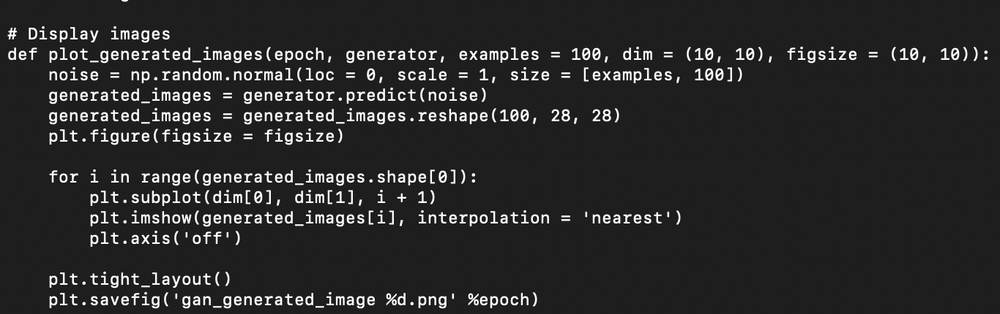 # Display images
def plot_generated_images(epoch, generator, examples = 100, dim = (10, 10), figsize = (10, 10)):
    noise = np.random.normal(loc = 0, scale = 1, size = [examples, 100])
    generated_images = generator.predict(noise)
    generated_images = generated_images.reshape(100, 28, 28)
    plt.figure(figsize = figsize)

    for i in range(generated_images.shape[0]):
        plt.subplot(dim[0], dim[1], i + 1)
        plt.imshow(generated_images[i], interpolation = 'nearest')
        plt.axis('off')

    plt.tight_layout()
    plt.savefig('gan_generated_image %d.png' %epoch)